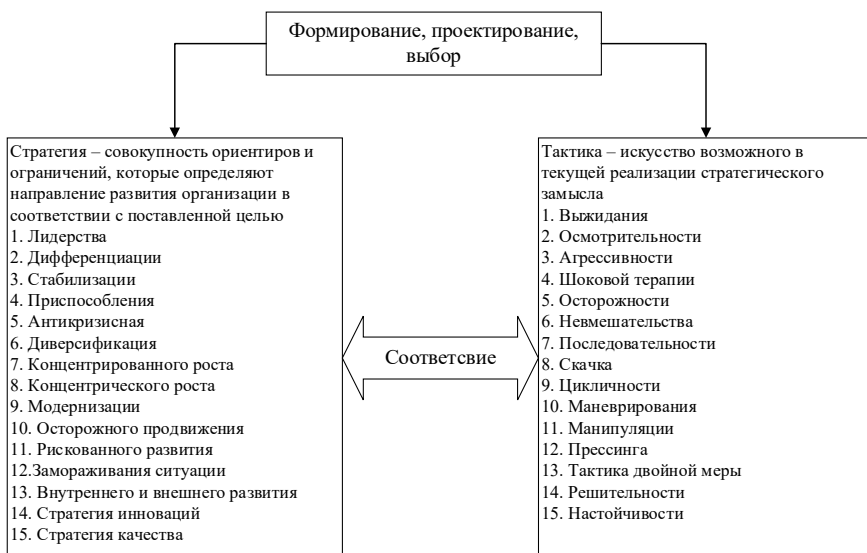 Формирование, проектирование,
выбор
Стратегия – совокупность ориентиров и
ограничений, которые определяют
направление развития организации в
соответствии с поставленной целью
1. Лидерства
2. Дифференциации
3. Стабилизации
4. Приспособления
5. Антикризисная
6. Диверсификация
7. Концентрированного роста
8. Концентрического роста
9. Модернизации
10. Осторожного продвижения
11. Рискованного развития
12.Замораживания ситуации
13. Внутреннего и внешнего развития
14. Стратегия инноваций
15. Стратегия качества
Соответсвие
Тактика – искусство возможного в
текущей реализации стратегического
замысла
1. Выжидания
2. Осмотрительности
3. Агрессивности
4. Шоковой терапии
5. Осторожности
6. Невмешательства
7. Последовательности
8. Скачка
9. Цикличности
10. Маневрирования
11. Манипуляции
12. Прессинга
13. Тактика двойной меры
14. Решительности
15. Настойчивости